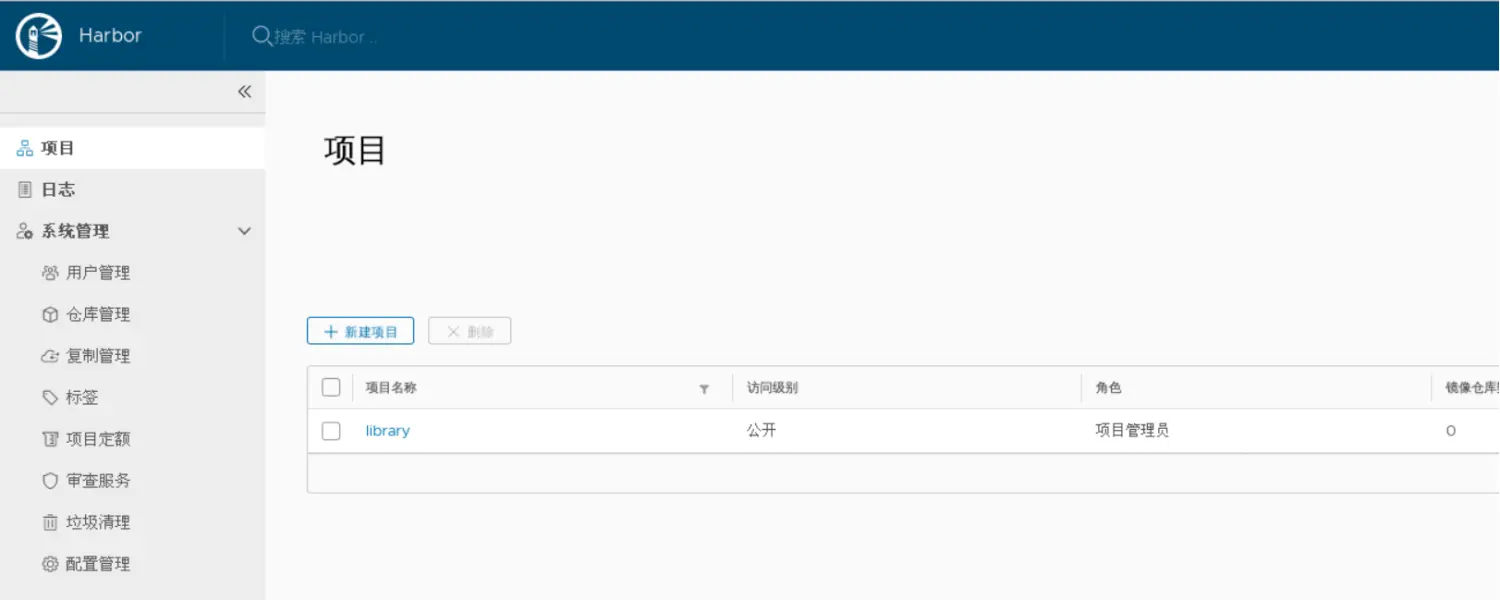 Harbor
搜索 Harbor ..
项目
日志
系统管理
用户管理
仓库管理
复制管理
标签
项目定额
审查服务
垃圾清理
配置管理
项目
新建项目 删除
项目名称 访问级别 角色 镜像仓库
library 公开 项目管理员 0